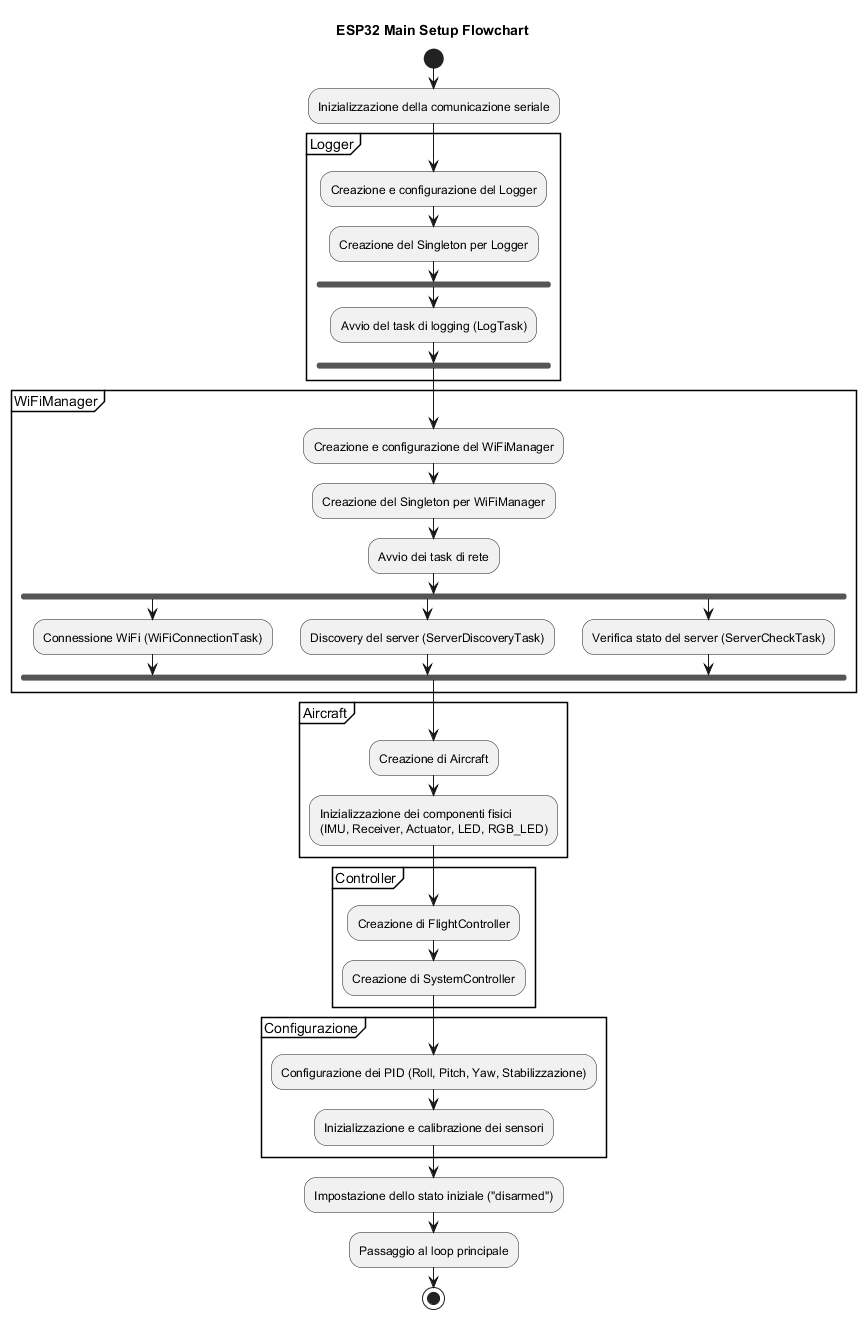 ESP32 Main Setup Flowchart
Inizializzazione della comunicazione seriale
Logger
Creazione e configurazione del Logger
Creazione del Singleton per Logger
Avvio del task di logging (LogTask)
WiFiManager
Creazione e configurazione del WiFiManager
Creazione del Singleton per WiFiManager
Avvio dei task di rete
Connessione WiFi (WiFiConnectionTask)
Discovery del server (ServerDiscoveryTask)
Verifica stato del server (ServerCheckTask)
Aircraft
Creazione di Aircraft
Inizializzazione dei componenti fisici
(IMU, Receiver, Actuator, LED, RGB_LED)
Controller
Creazione di FlightController
Creazione di SystemController
Configurazione
Configurazione dei PID (Roll, Pitch, Yaw, Stabilizzazione)
Inizializzazione e calibrazione dei sensori
Impostazione dello stato iniziale ("disarmed")
Passaggio al loop principale